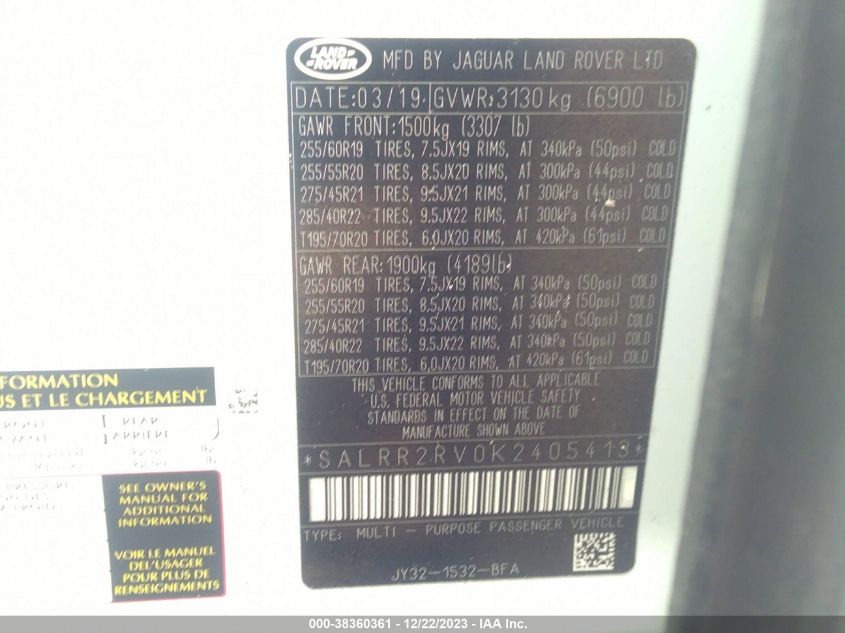 LAND ROVER
MFD BY JAGUAR LAND ROVER LTD
DATE:03/19 GVWR:3130kg (6900 lb)
GAWR FRONT:1500kg (3307 lb)
255/60R19 TIRES, 7.5JX19 RIMS, AT 340kPa (50psi) COLD
255/55R20 TIRES, 8.5JX20 RIMS, AT 300kPa (44psi) COLD
275/45R21 TIRES, 9.5JX21 RIMS, AT 300kPa (44psi) COLD
285/40R22 TIRES, 9.5JX22 RIMS, AT 300kPa (44psi) COLD
T195/70R20 TIRES, 6.0JX20 RIMS, AT 420kPa (61psi) COLD
GAWR REAR:1900kg (4189lb)
255/60R19 TIRES, 7.5JX19 RIMS, AT 340kPa (50psi) COLD
255/55R20 TIRES, 8.5JX20 RIMS, AT 340kPa (50psi) COLD
275/45R21 TIRES, 9.5JX21 RIMS, AT 340kPa (50psi) COLD
285/40R22 TIRES, 9.5JX22 RIMS, AT 340kPa (50psi) COLD
T195/70R20 TIRES, 6.0JX20 RIMS, AT 420kPa (61psi) COLD
THIS VEHICLE CONFORMS TO ALL APPLICABLE
U.S. FEDERAL MOTOR VEHICLE SAFETY
STANDARDS IN EFFECT ON THE DATE OF
MANUFACTURE SHOWN ABOVE
*SALRR2RV0K2405413*
TYPE: MULTI - PURPOSE PASSENGER VEHICLE
JY32-1532-BFA
FORMATION
US ET LE CHARGEMENT
REAR
ARRIERE
SEE OWNER'S
MANUAL FOR
ADDITIONAL
INFORMATION
VOIR LE MANUEL
DEL'USAGER
POUR PLUS DE
RENSEIGNEMENTS
000-38360361 - 12/22/2023 - IAA Inc.